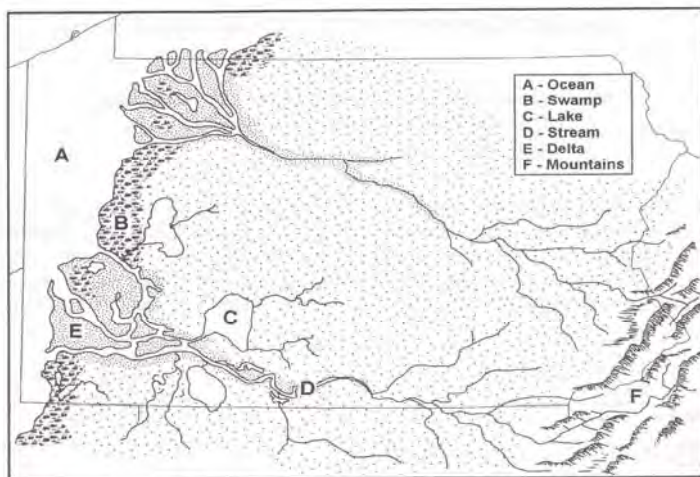 A - Ocean
B - Swamp
C - Lake
D - Stream
E - Delta
F - Mountains
A
B
C
E
D
F